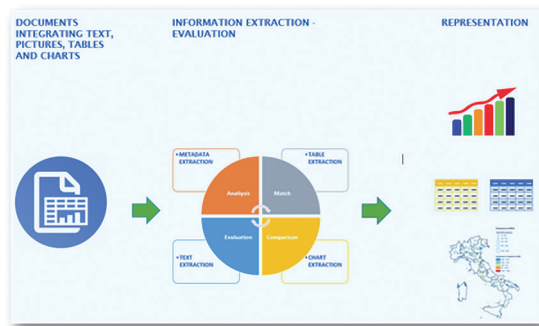 DOCUMENTS
INTEGRATING TEXT,
PICTURES, TABLES
AND CHARTS
INFORMATION EXTRACTION -
EVALUATION
REPRESENTATION
•METADATA
EXTRACTION
•TABLE
EXTRACTION
Analysis
Match
Evaluation
Comparison
•TEXT
EXTRACTION
•CHART
EXTRACTION